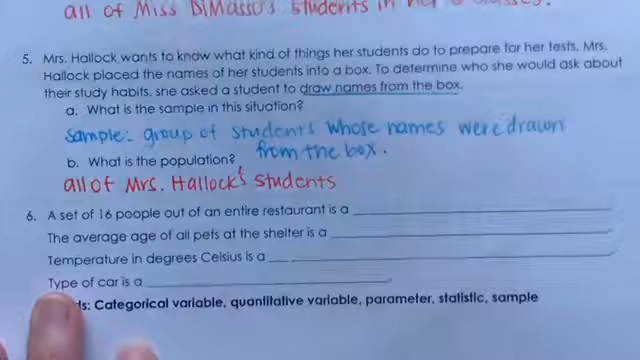 all of Miss DiMasso's students in her 6 classes.
5. Mrs. Hallock wants to know what kind of things her students do to prepare for her tests. Mrs.
Hallock placed the names of her students into a box. To determine who she would ask about
their study habits, she asked a student to draw names from the box.
a. What is the sample in this situation?
Sample: group of students whose names were drawn
from the box.
b. What is the population?
all of Mrs. Hallock's students
6. A set of 16 poople out of an entire restaurant is a
The average age of all pets at the shelter is a
Temperature in degrees Celsius is a
Type of car is a
Categorical variable, quantitative variable, parameter, statistic, sample